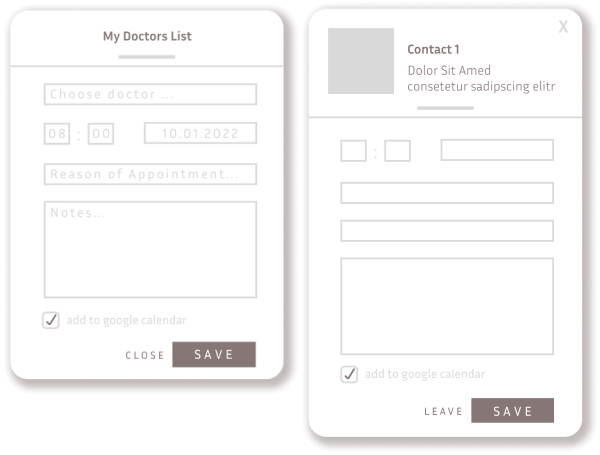 My Doctors List
Choose doctor ...
08 : 00 10.01.2022
Reason of Appointment...
Notes...
add to google calendar
CLOSE SAVE
X
Contact 1
Dolor Sit Amed
consetetur sadipscing elitr
:
add to google calendar
LEAVE SAVE